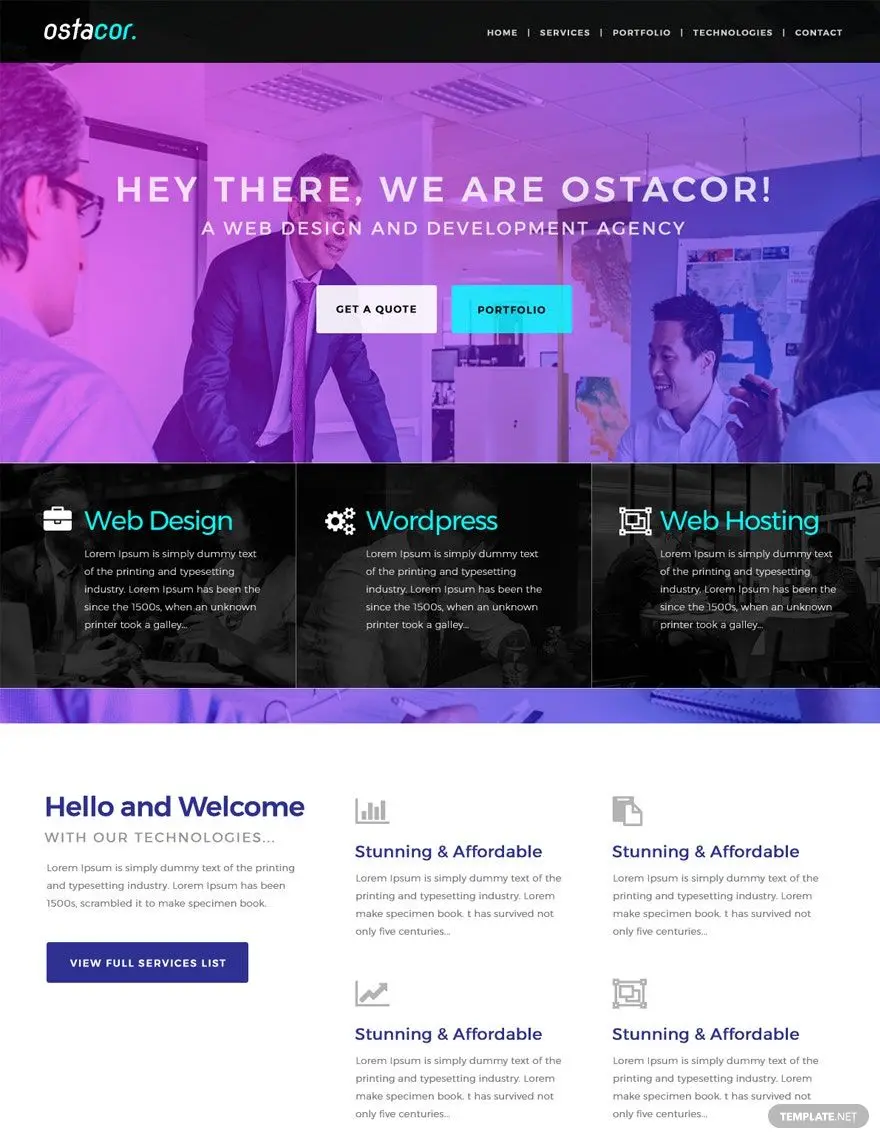 ostacor.
HOME | SERVICES | PORTFOLIO | TECHNOLOGIES | CONTACT
HEY THERE, WE ARE OSTACOR!
A WEB DESIGN AND DEVELOPMENT AGENCY
GET A QUOTE
PORTFOLIO
Web Design
Lorem Ipsum is simply dummy text
of the printing and typesetting
industry. Lorem Ipsum has been the
since the 1500s, when an unknown
printer took a galley...
Wordpress
Lorem Ipsum is simply dummy text
of the printing and typesetting
industry. Lorem Ipsum has been the
since the 1500s, when an unknown
printer took a galley...
Web Hosting
Lorem Ipsum is simply dummy text
of the printing and typesetting
industry. Lorem Ipsum has been the
since the 1500s, when an unknown
printer took a galley...
Hello and Welcome
WITH OUR TECHNOLOGIES...
Lorem Ipsum is simply dummy text of the printing
and typesetting industry. Lorem Ipsum has been
1500s, scrambled it to make specimen book.
VIEW FULL SERVICES LIST
Stunning & Affordable
Lorem Ipsum is simply dummy text of the
printing and typesetting industry. Lorem
make specimen book. t has survived not
only five centuries...
Stunning & Affordable
Lorem Ipsum is simply dummy text of the
printing and typesetting industry. Lorem
make specimen book. t has survived not
only five centuries...
Stunning & Affordable
Lorem Ipsum is simply dummy text of the
printing and typesetting industry. Lorem
make specimen book. t has survived not
only five centuries...
Stunning & Affordable
Lorem Ipsum is simply dummy text of the
printing and typesetting industry. Lorem
make specimen book. t has survived not
only five centuries...
TEMPLATE.NET